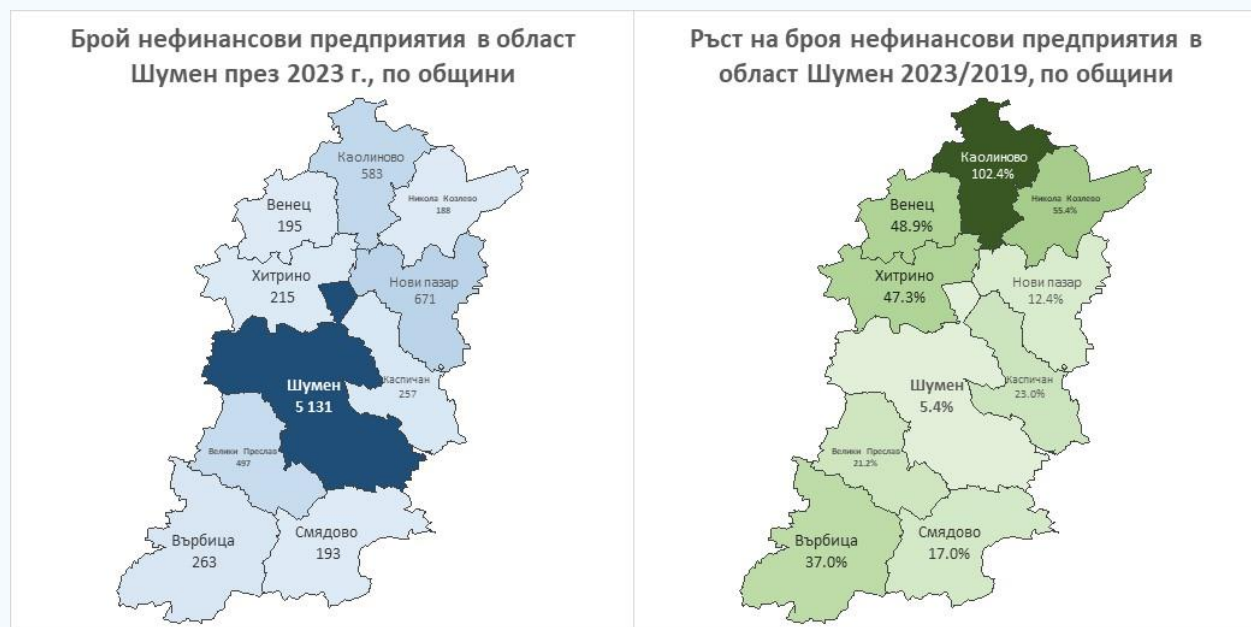 Брой нефинансови предприятия в област
Шумен през 2023 г., по общини
Каолиново
583
Никола Козлево
188
Венец
195
Хитрино
215
Нови пазар
671
Шумен
5 131
Каспичан
257
Велики Преслав
497
Върбица
263
Смядово
193
Ръст на броя нефинансови предприятия в
област Шумен 2023/2019, по общини
Каолиново
102.4%
Никола Козлево
55.4%
Венец
48.9%
Хитрино
47.3%
Нови пазар
12.4%
Шумен
5.4%
Каспичан
23.0%
Велики Преслав
21.2%
Върбица
37.0%
Смядово
17.0%